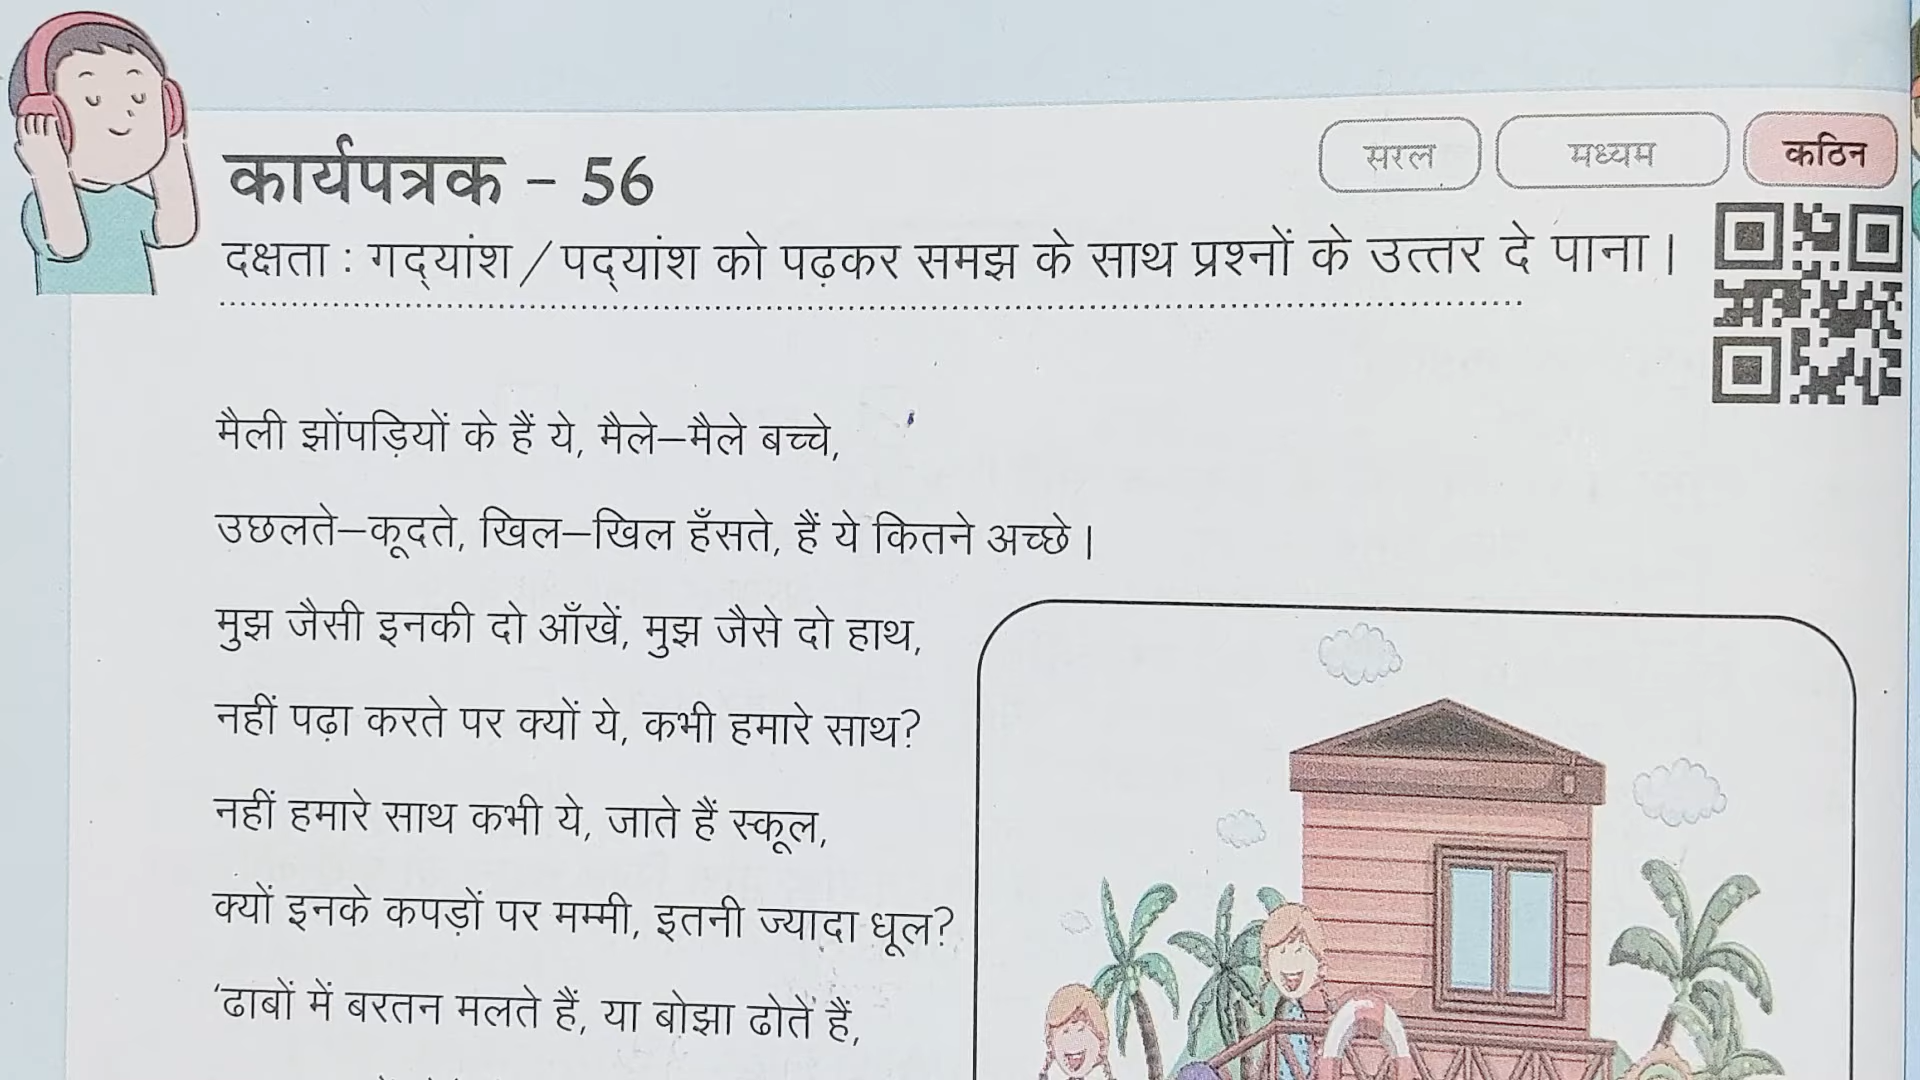 सरल
मध्यम
कठिन
कार्यपत्रक – 56
दक्षता : गद्यांश / पद्यांश को पढ़कर समझ के साथ प्रश्नों के उत्तर दे पाना।
मैली झोंपड़ियों के हैं ये, मैले–मैले बच्चे,
उछलते–कूदते, खिल–खिल हँसते, हैं ये कितने अच्छे।
मुझ जैसी इनकी दो आँखें, मुझ जैसे दो हाथ,
नहीं पढ़ा करते पर क्यों ये, कभी हमारे साथ?
नहीं हमारे साथ कभी ये, जाते हैं स्कूल,
क्यों इनके कपड़ों पर मम्मी, इतनी ज्यादा धूल?
'ढाबों में बरतन मलते हैं, या बोझा ढोते हैं,